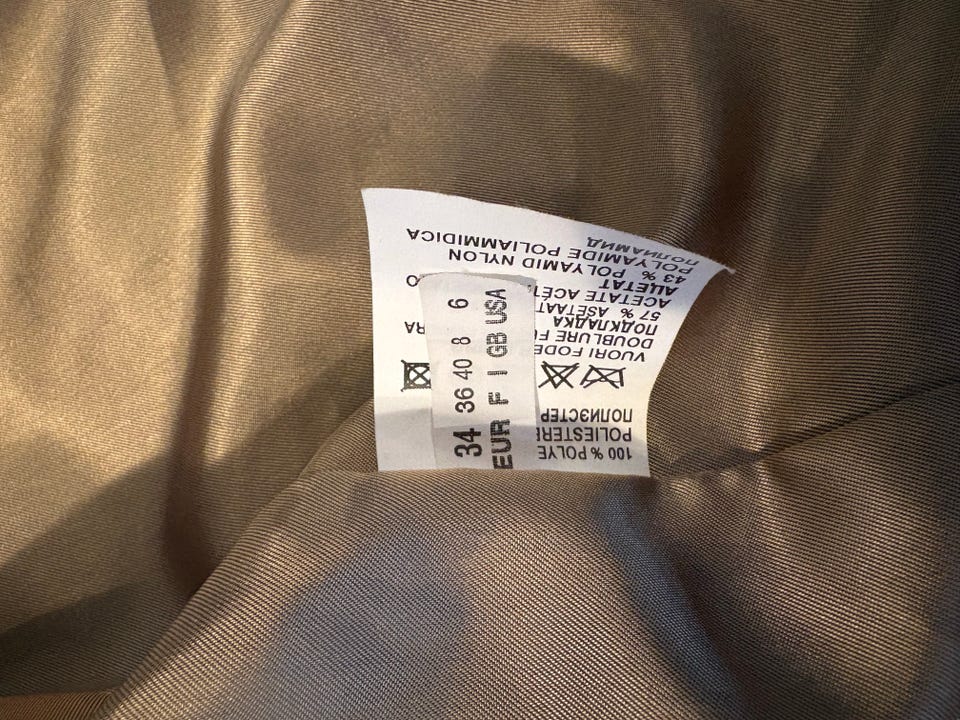 100 %
ПОЛИЭСТЕР
VUORI
DOUBLURE
ПОДКЛАДКА
57 % ASETAAT
ACETATE
АЦЕТАТ
43 % POLYAMID NYLON
POLYAMIDE POLIAMMIDICA
ПОЛИАМИД
34 36 40 8 6
EUR F I GB USA